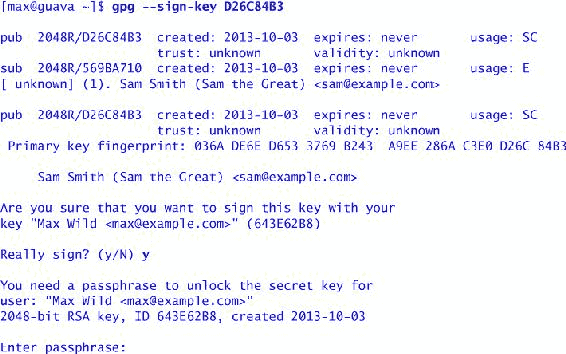 [max@guava ~]$ gpg --sign-key D26C84B3
pub 2048R/D26C84B3 created: 2013-10-03 expires: never usage: SC
trust: unknown validity: unknown
sub 2048R/569BA710 created: 2013-10-03 expires: never usage: E
[ unknown] (1). Sam Smith (Sam the Great) <sam@example.com>
pub 2048R/D26C84B3 created: 2013-10-03 expires: never usage: SC
trust: unknown validity: unknown
Primary key fingerprint: 036A DE6E D653 3769 B243 A9EE 286A C3E0 D26C 84B3
Sam Smith (Sam the Great) <sam@example.com>
Are you sure that you want to sign this key with your
key "Max Wild <max@example.com>" (643E62B8)
Really sign? (y/N) y
You need a passphrase to unlock the secret key for
user: "Max Wild <max@example.com>"
2048-bit RSA key, ID 643E62B8, created 2013-10-03
Enter passphrase: